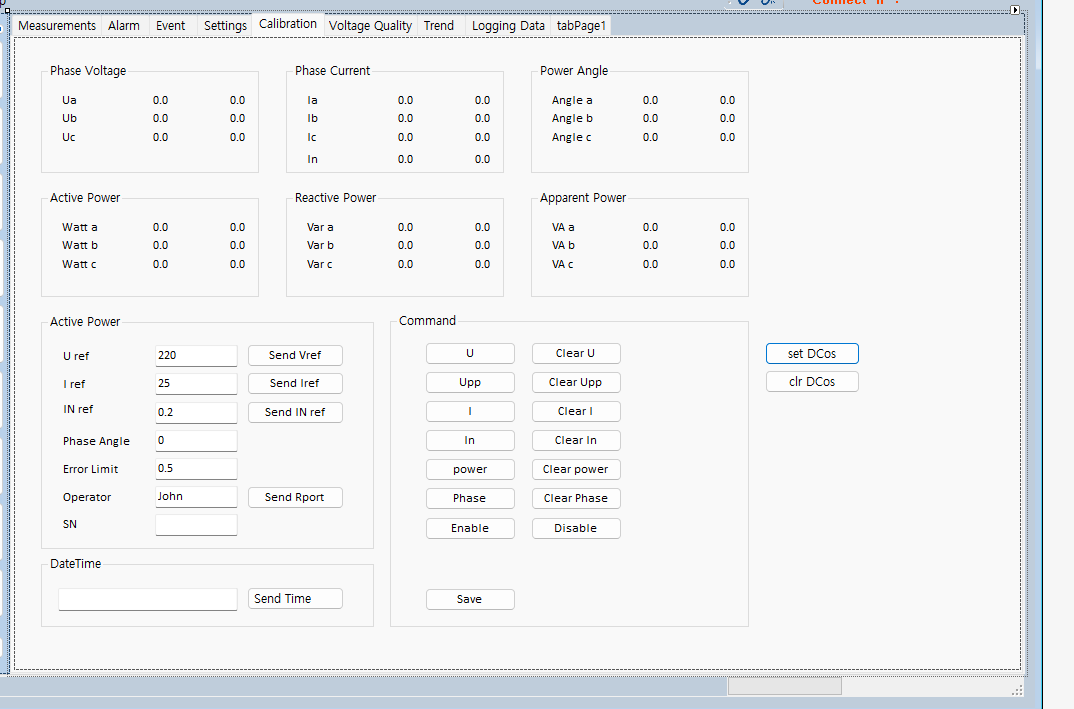 Measurements Alarm Event Settings Calibration Voltage Quality Trend Logging Data tabPage1
Phase Voltage Phase Current Power Angle
Ua 0.0 0.0 Ia 0.0 0.0 Angle a 0.0 0.0
Ub 0.0 0.0 Ib 0.0 0.0 Angle b 0.0 0.0
Uc 0.0 0.0 Ic 0.0 0.0 Angle c 0.0 0.0
In 0.0 0.0
Active Power Reactive Power Apparent Power
Watt a 0.0 0.0 Var a 0.0 0.0 VA a 0.0 0.0
Watt b 0.0 0.0 Var b 0.0 0.0 VA b 0.0 0.0
Watt c 0.0 0.0 Var c 0.0 0.0 VA c 0.0 0.0
Active Power
U ref 220 Send Vref
I ref 25 Send Iref
IN ref 0.2 Send IN ref
Phase Angle 0
Error Limit 0.5
Operator John Send Rport
SN
DateTime
Send Time
Command
U Clear U
Upp Clear Upp
I Clear I
In Clear In
power Clear power
Phase Clear Phase
Enable Disable
Save
set DCos
clr DCos